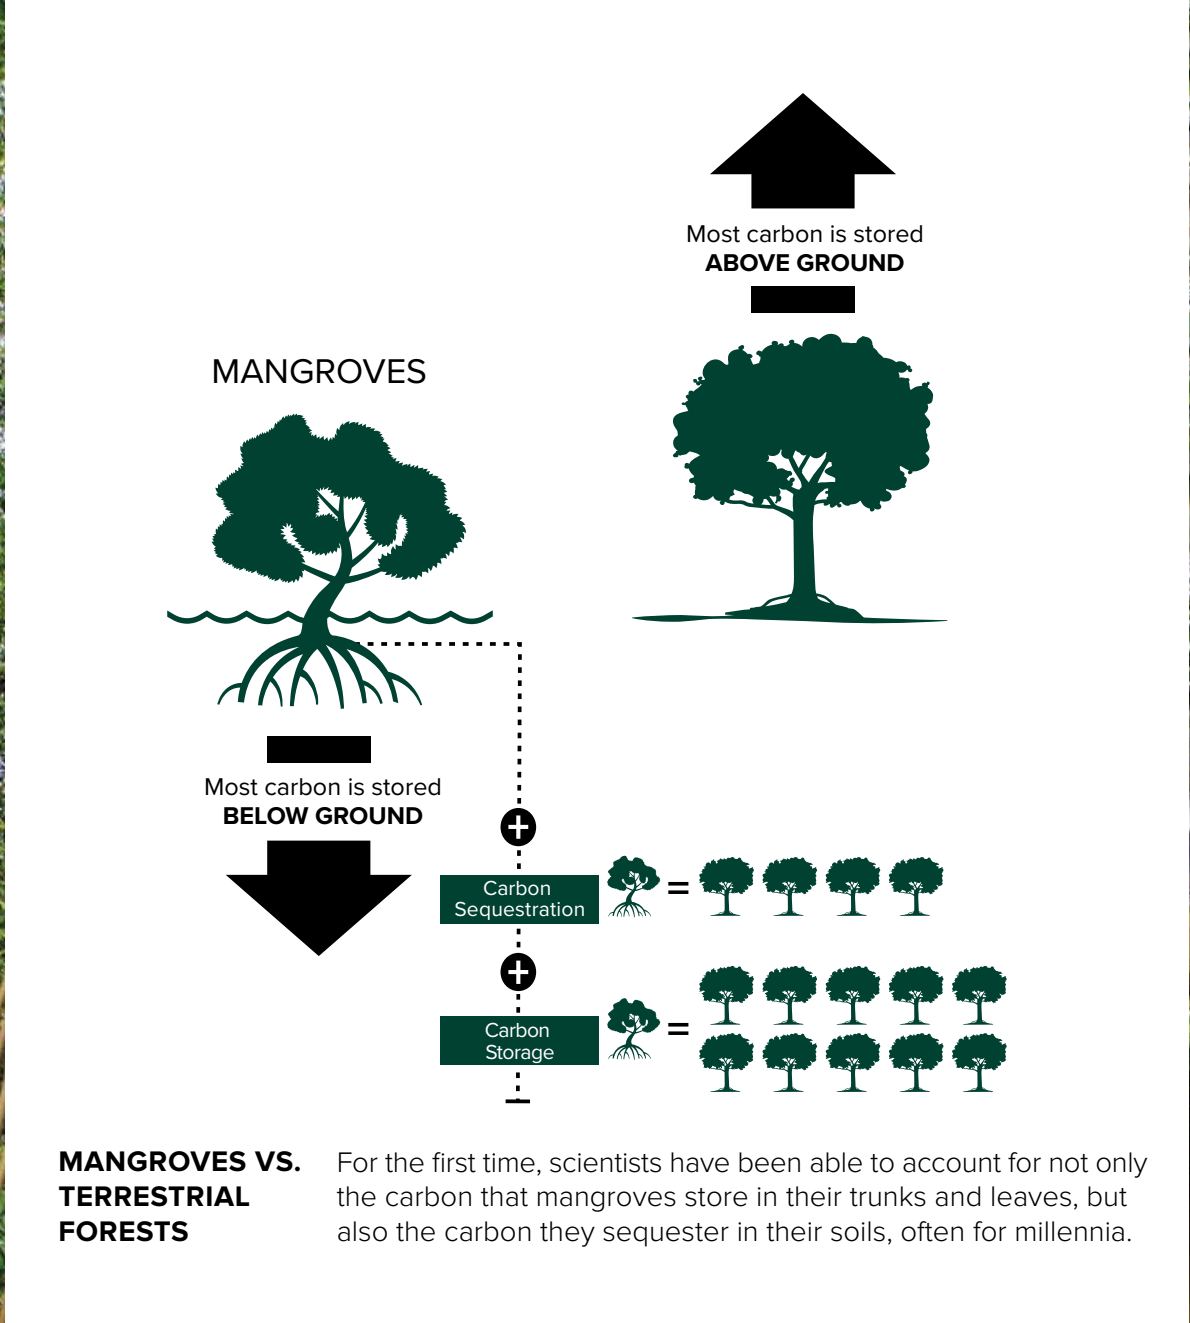 Most carbon is stored
ABOVE GROUND
MANGROVES
Most carbon is stored
BELOW GROUND
+
Carbon
Sequestration
=
+
Carbon
Storage
=
MANGROVES VS.
TERRESTRIAL
FORESTS
For the first time, scientists have been able to account for not only
the carbon that mangroves store in their trunks and leaves, but
also the carbon they sequester in their soils, often for millennia.